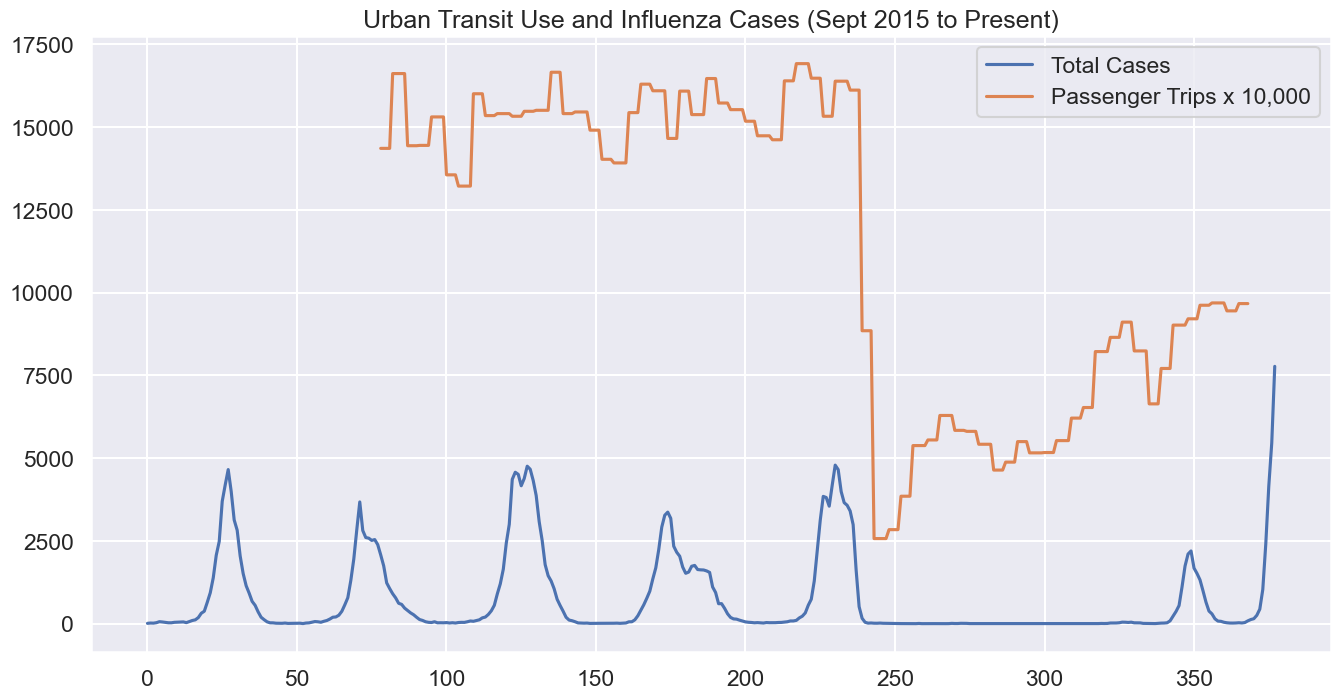 Urban Transit Use and Influenza Cases (Sept 2015 to Present)
17500
15000
12500
10000
7500
5000
2500
0
Total Cases
Passenger Trips x 10,000
0 50 100 150 200 250 300 350